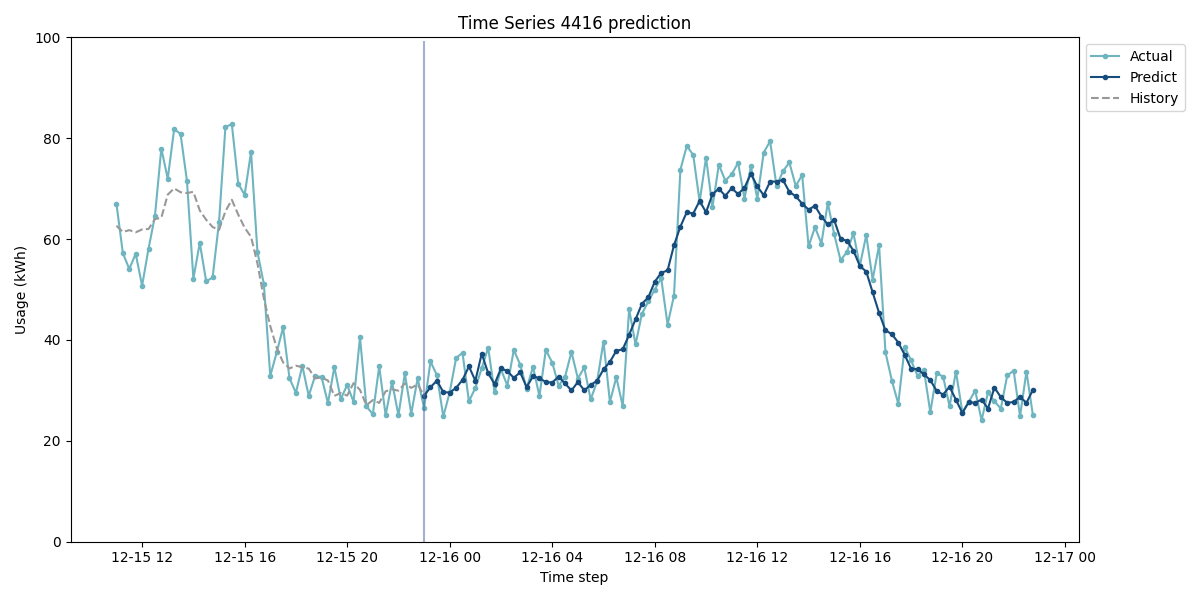 Time Series 4416 prediction
100
80
60
40
20
0
Usage (kWh)
12-15 12
12-15 16
12-15 20
12-16 00
12-16 04
12-16 08
12-16 12
12-16 16
12-16 20
12-17 00
Time step
Actual
Predict
History